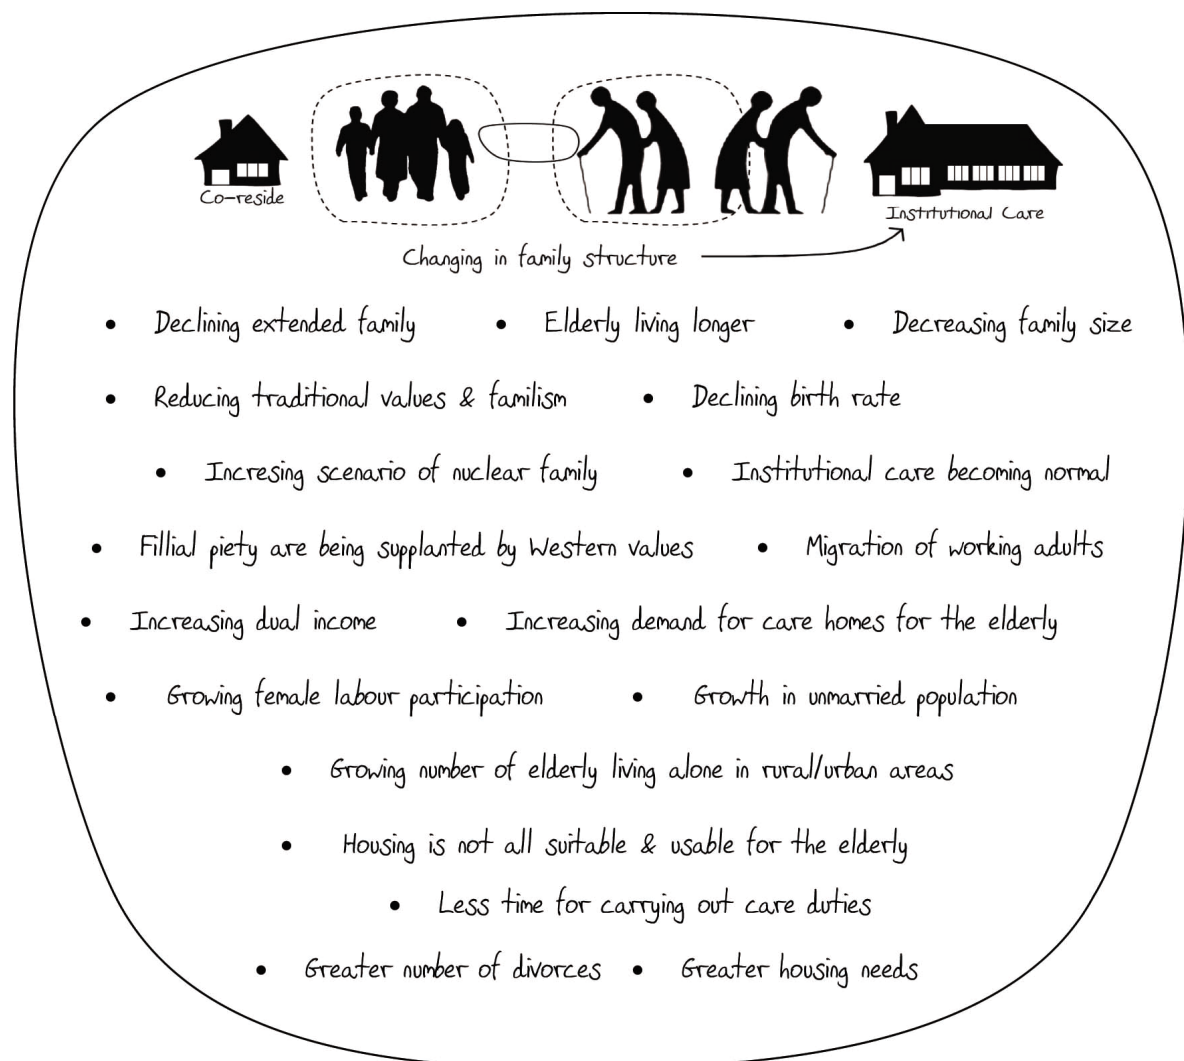 Co-reside
Institutional Care
Changing in family structure
• Declining extended family • Elderly living longer • Decreasing family size
• Reducing traditional values & familism • Declining birth rate
• Incresing scenario of nuclear family • Institutional care becoming normal
• Fillial piety are being supplanted by Western values • Migration of working adults
• Increasing dual income • Increasing demand for care homes for the elderly
• Growing female labour participation • Growth in unmarried population
• Growing number of elderly living alone in rural/urban areas
• Housing is not all suitable & usable for the elderly
• Less time for carrying out care duties
• Greater number of divorces • Greater housing needs